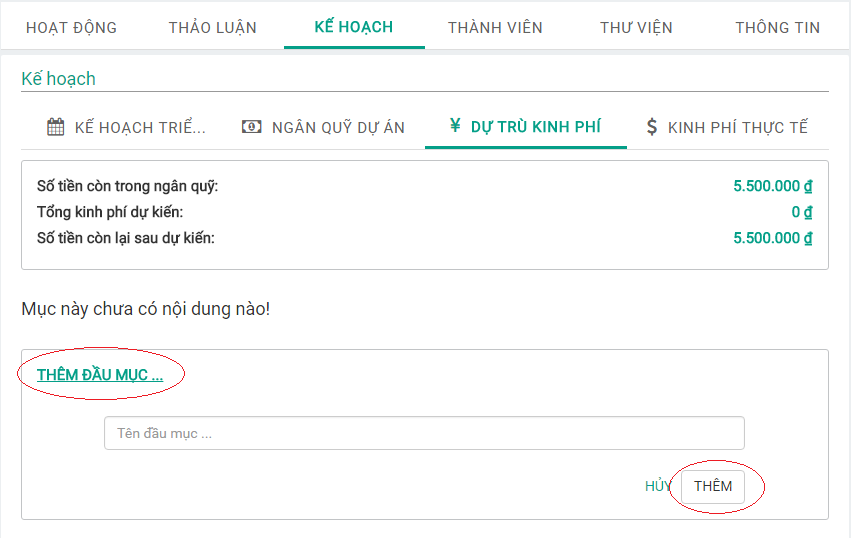 HOẠT ĐỘNG THẢO LUẬN KẾ HOẠCH THÀNH VIÊN THƯ VIỆN THÔNG TIN
Kế hoạch
KẾ HOẠCH TRIỂ... NGÂN QUỸ DỰ ÁN ¥ DỰ TRÙ KINH PHÍ $ KINH PHÍ THỰC TẾ
Số tiền còn trong ngân quỹ: 5.500.000 ₫
Tổng kinh phí dự kiến: 0 ₫
Số tiền còn lại sau dự kiến: 5.500.000 ₫
Mục này chưa có nội dung nào!
THÊM ĐẦU MỤC ...
Tên đầu mục ...
HỦY THÊM